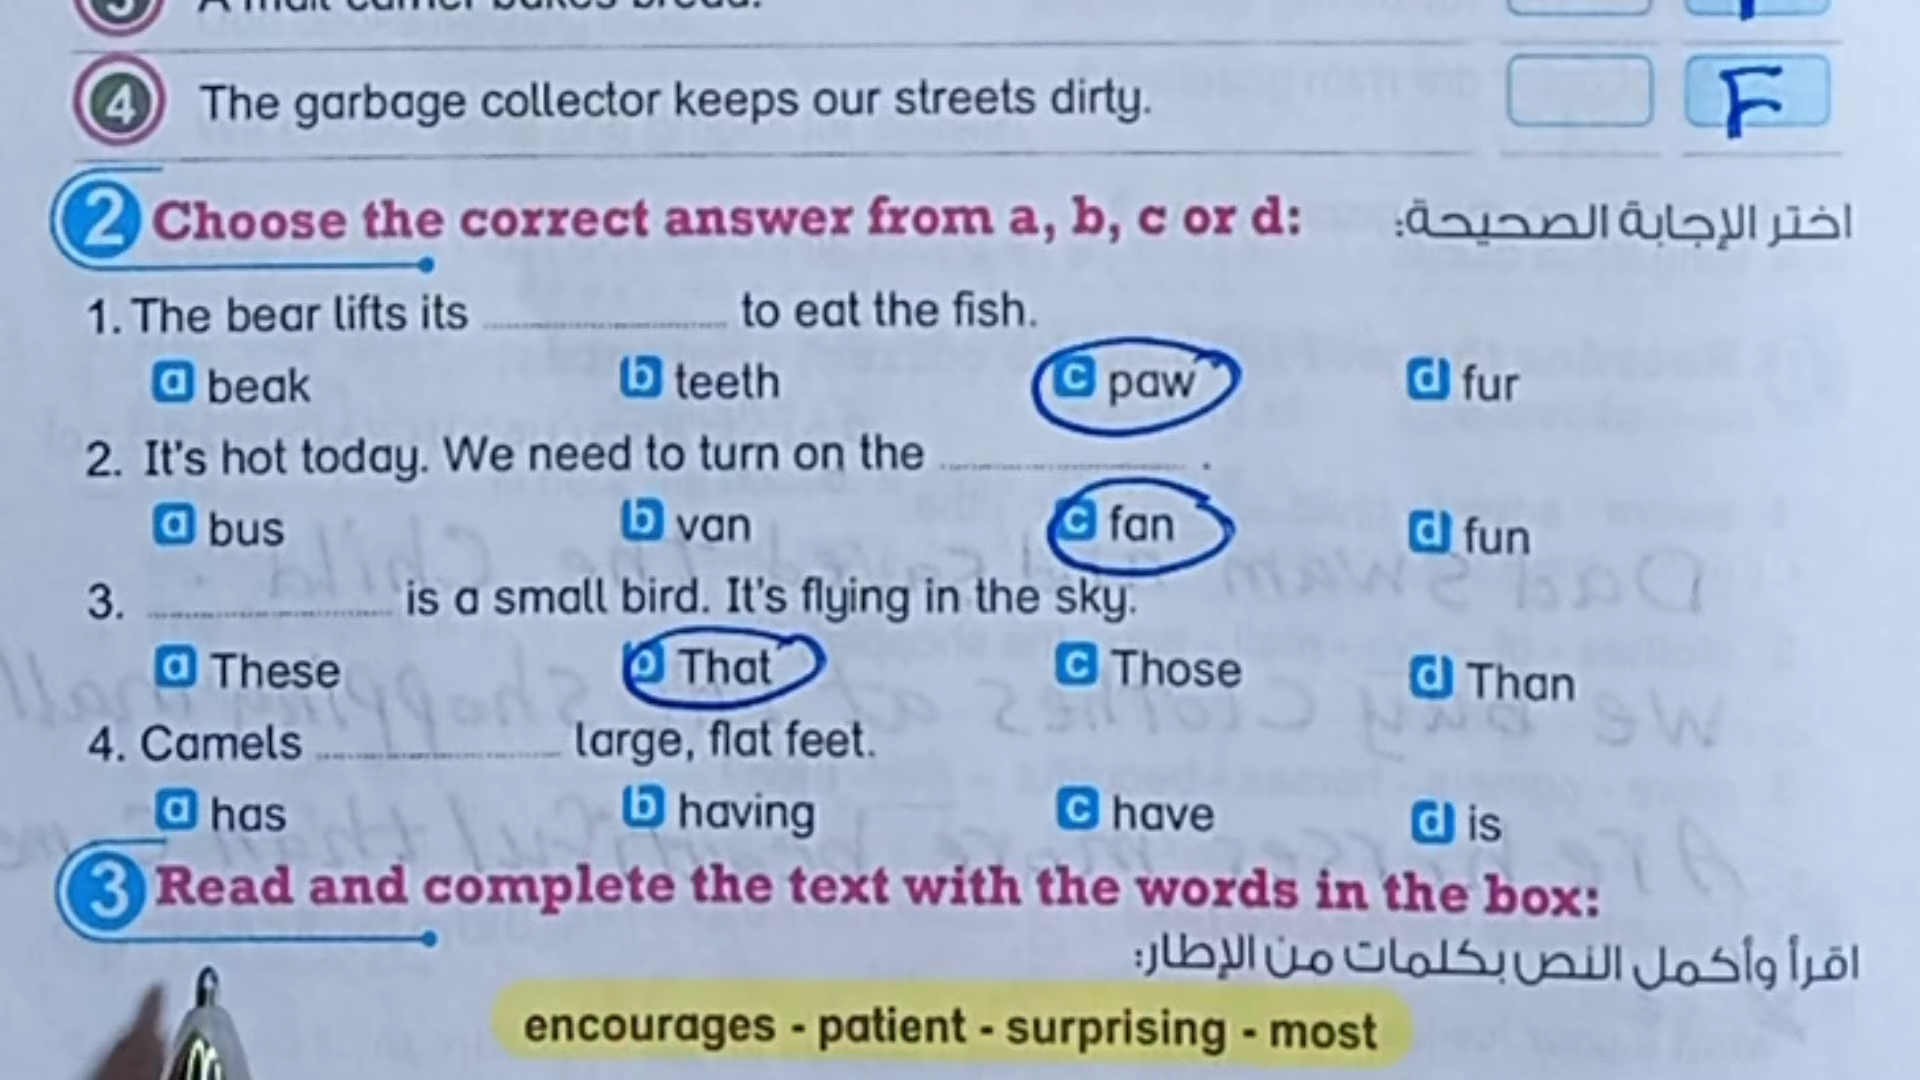 4 The garbage collector keeps our streets dirty. F
2 Choose the correct answer from a, b, c or d: اختر الإجابة الصحيحة:
1. The bear lifts its ........ to eat the fish.
a beak b teeth c paw d fur
2. It's hot today. We need to turn on the ........ .
a bus b van c fan d fun
3. ........ is a small bird. It's flying in the sky.
a These b That c Those d Than
4. Camels ........ large, flat feet.
a has b having c have d is
3 Read and complete the text with the words in the box:
اقرأ وأكمل النص بكلمات من الإطار:
encourages - patient - surprising - most